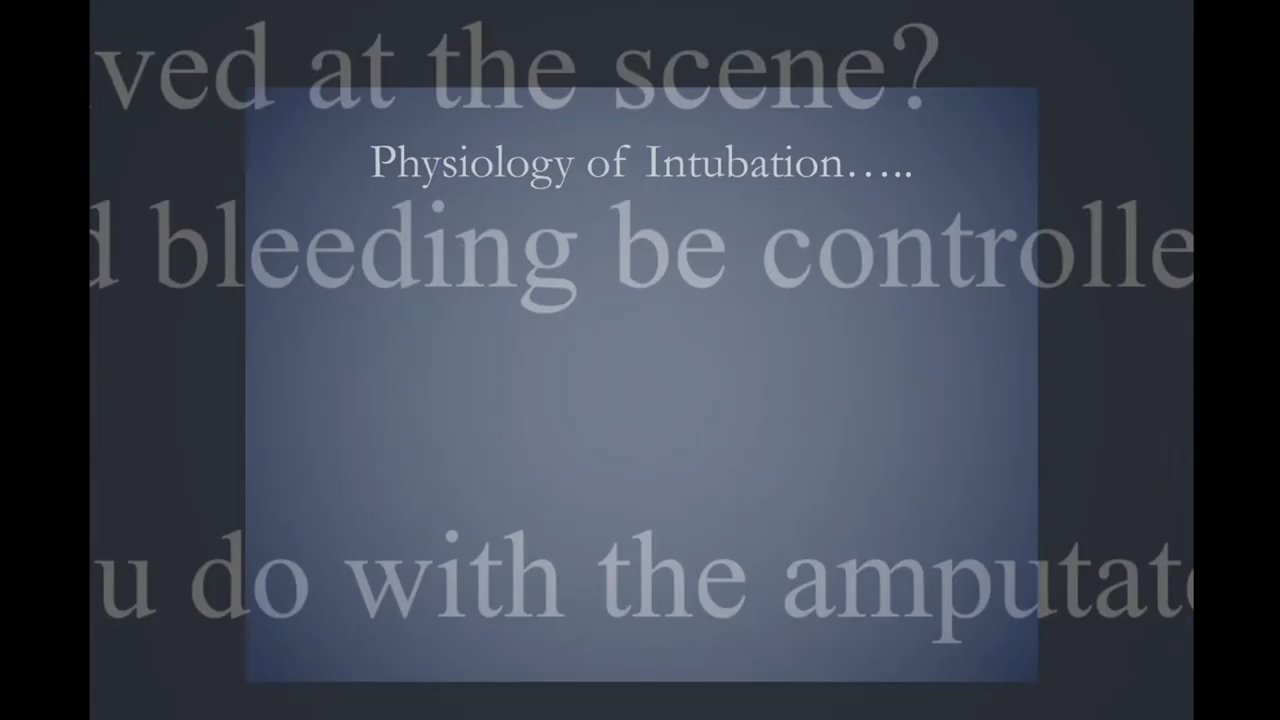 ved at the scene?
Physiology of Intubation…..
d bleeding be controlle
u do with the amputat